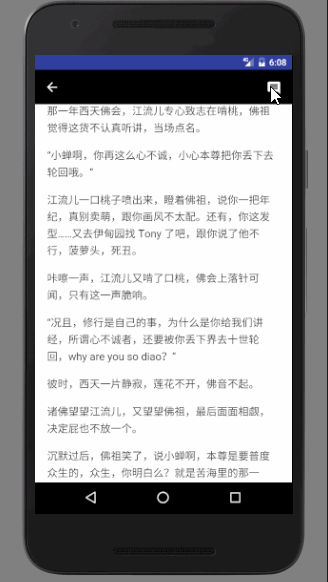 6:08
那一年西天佛会，江流儿专心致志在啃桃，佛祖
觉得这货不认真听讲，当场点名。
“小蝉啊，你再这么心不诚，小心本尊把你丢下去
轮回哦。”
江流儿一口桃子喷出来，瞪着佛祖，说你一把年
纪，真别卖萌，跟你画风不太配。还有，你这发
型……又去伊甸园找 Tony 了吧，跟你说了他不
行，菠萝头，死丑。
咔嚓一声，江流儿又啃了口桃，佛会上落针可
闻，只有这一声脆响。
“况且，修行是自己的事，为什么是你给我们讲
经，所谓心不诚者，还要被你丢下界去十世轮
回，why are you so diao？”
彼时，西天一片静寂，莲花不开，佛音不起。
诸佛望望江流儿，又望望佛祖，最后面面相觑，
决定屁也不放一个。
沉默过后，佛祖笑了，说小蝉啊，本尊是要普度
众生的，众生，你明白么？就是苦海里的那一